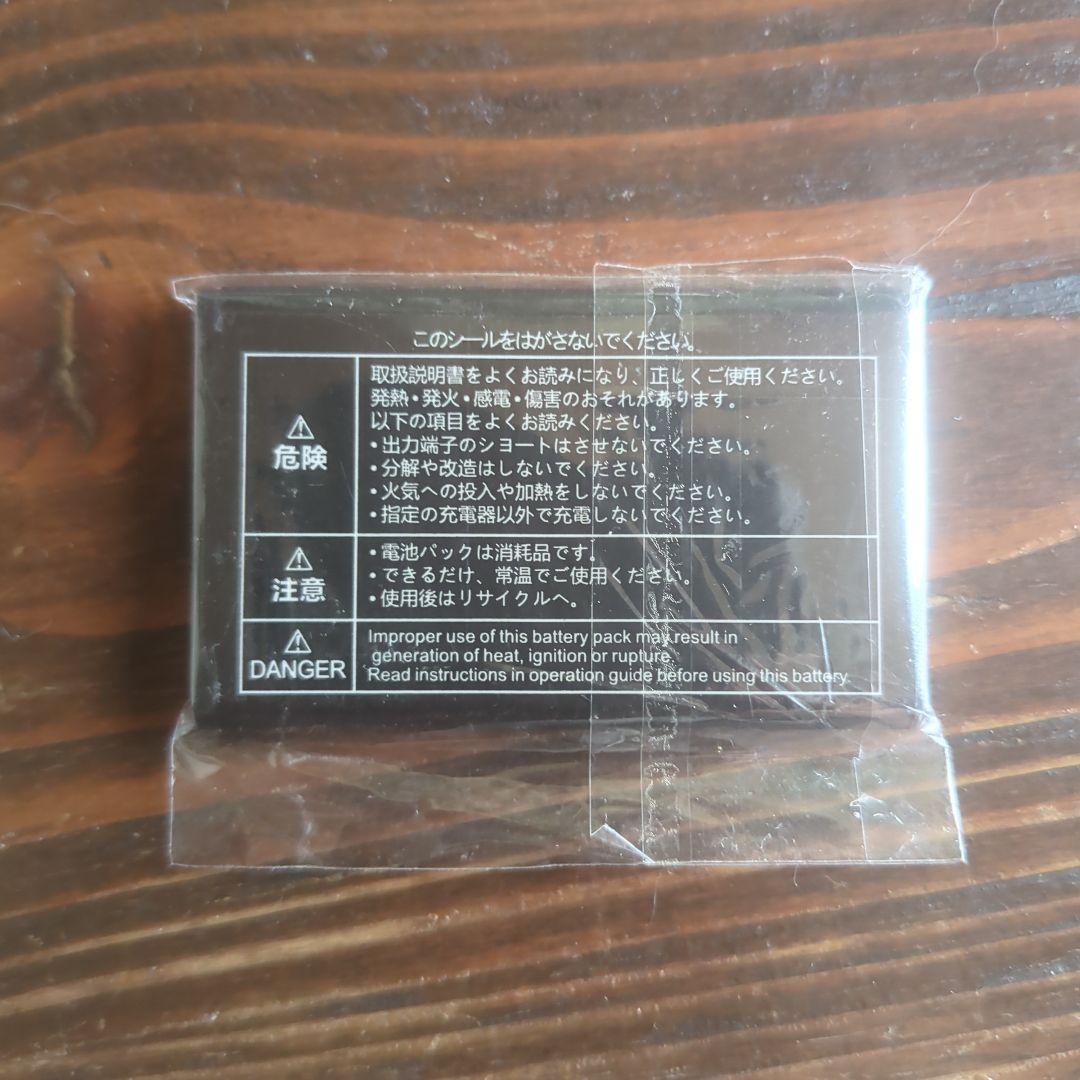 このシールをはがさないでください。
⚠
危険
取扱説明書をよくお読みになり、正しくご使用ください。
発熱・発火・感電・傷害のおそれがあります。
以下の項目をよくお読みください。
・出力端子のショートはさせないでください。
・分解や改造はしないでください。
・火気への投入や加熱をしないでください。
・指定の充電器以外で充電しないでください。
⚠
注意
・電池パックは消耗品です。
・できるだけ、常温でご使用ください。
・使用後はリサイクルへ。
⚠
DANGER
Improper use of this battery pack may result in
generation of heat, ignition or rupture.
Read instructions in operation guide before using this battery.